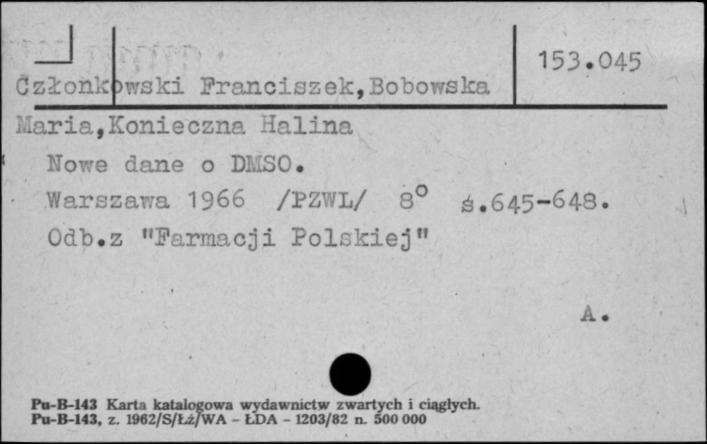 153.045
Członkowski Franciszek,Bobowska
Maria,Konieczna Halina
Nowe dane o DMSO.
Warszawa 1966 /PZWL/ 8° ś.645-648.
Odb.z "Farmacji Polskiej"
A.
Pu-B-143 Karta katalogowa wydawnictw zwartych i ciągłych.
Pu-B-143, z. 1962/S/Łż/WA - ŁDA - 1203/82 n. 500 000